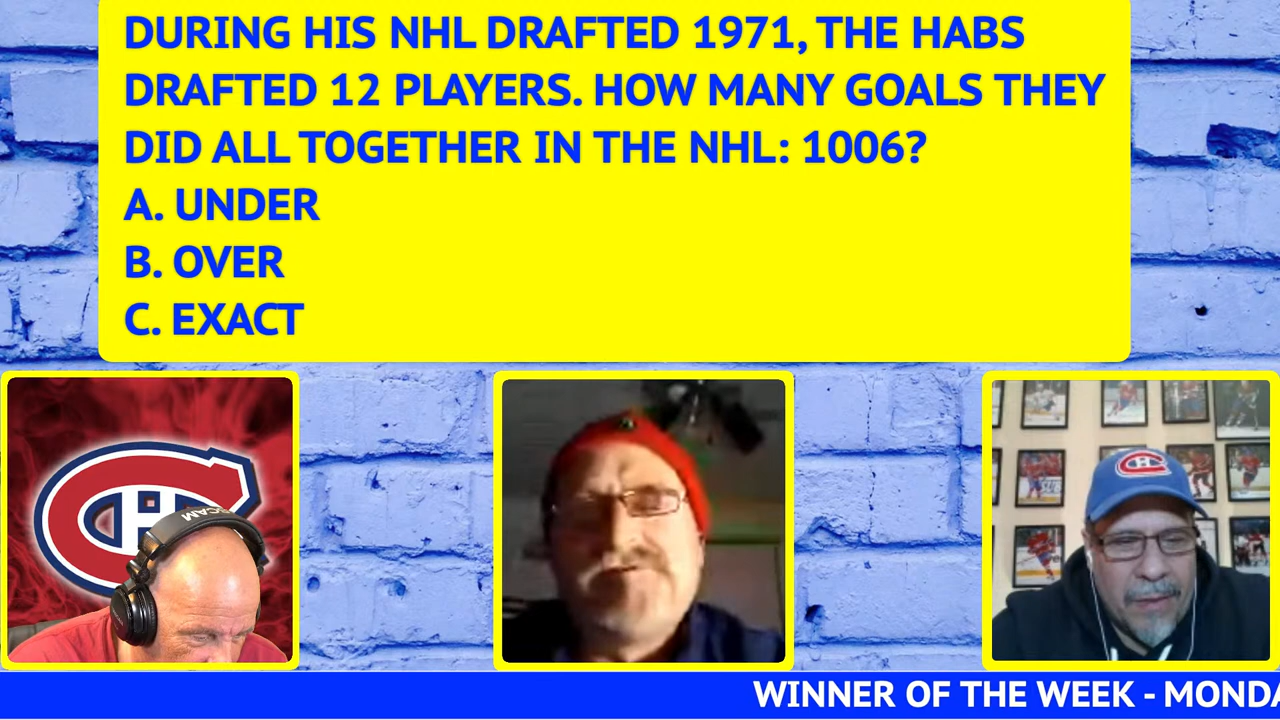 DURING HIS NHL DRAFTED 1971, THE HABS
DRAFTED 12 PLAYERS. HOW MANY GOALS THEY
DID ALL TOGETHER IN THE NHL: 1006?
A. UNDER
B. OVER
C. EXACT
WINNER OF THE WEEK - MONDA